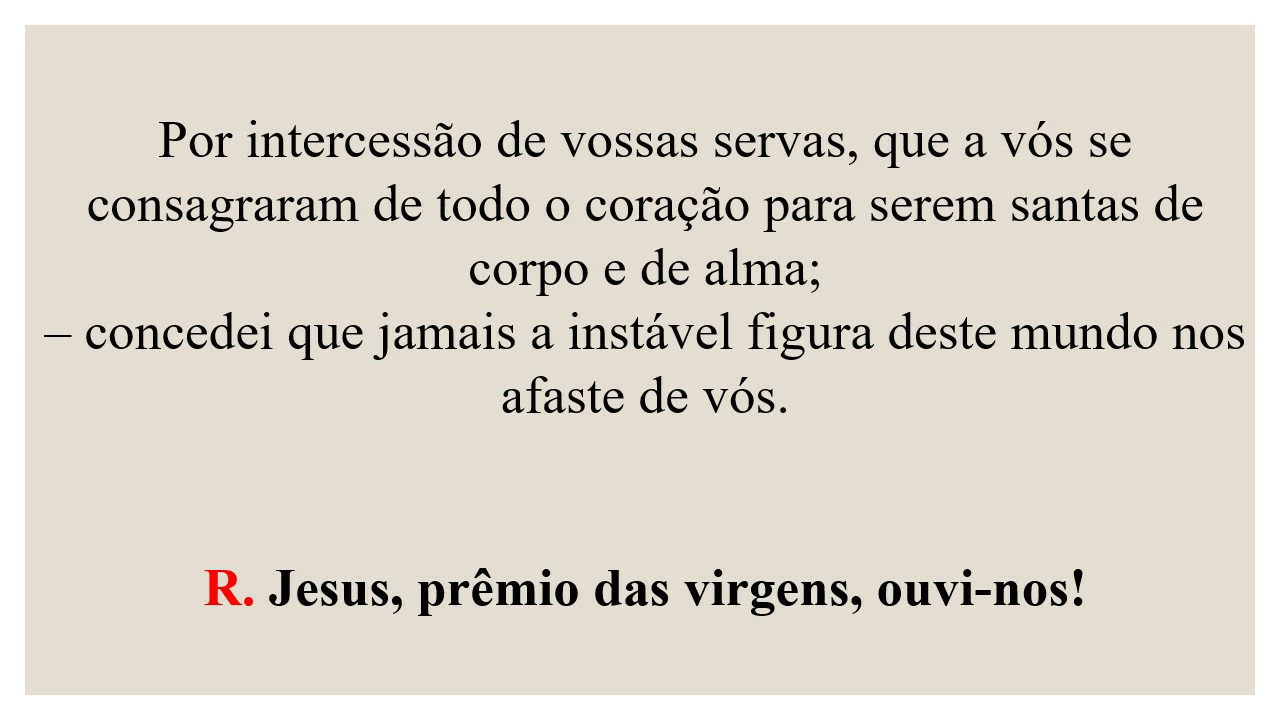 Por intercessão de vossas servas, que a vós se
consagraram de todo o coração para serem santas de
corpo e de alma;
– concedei que jamais a instável figura deste mundo nos
afaste de vós.
R. Jesus, prêmio das virgens, ouvi-nos!